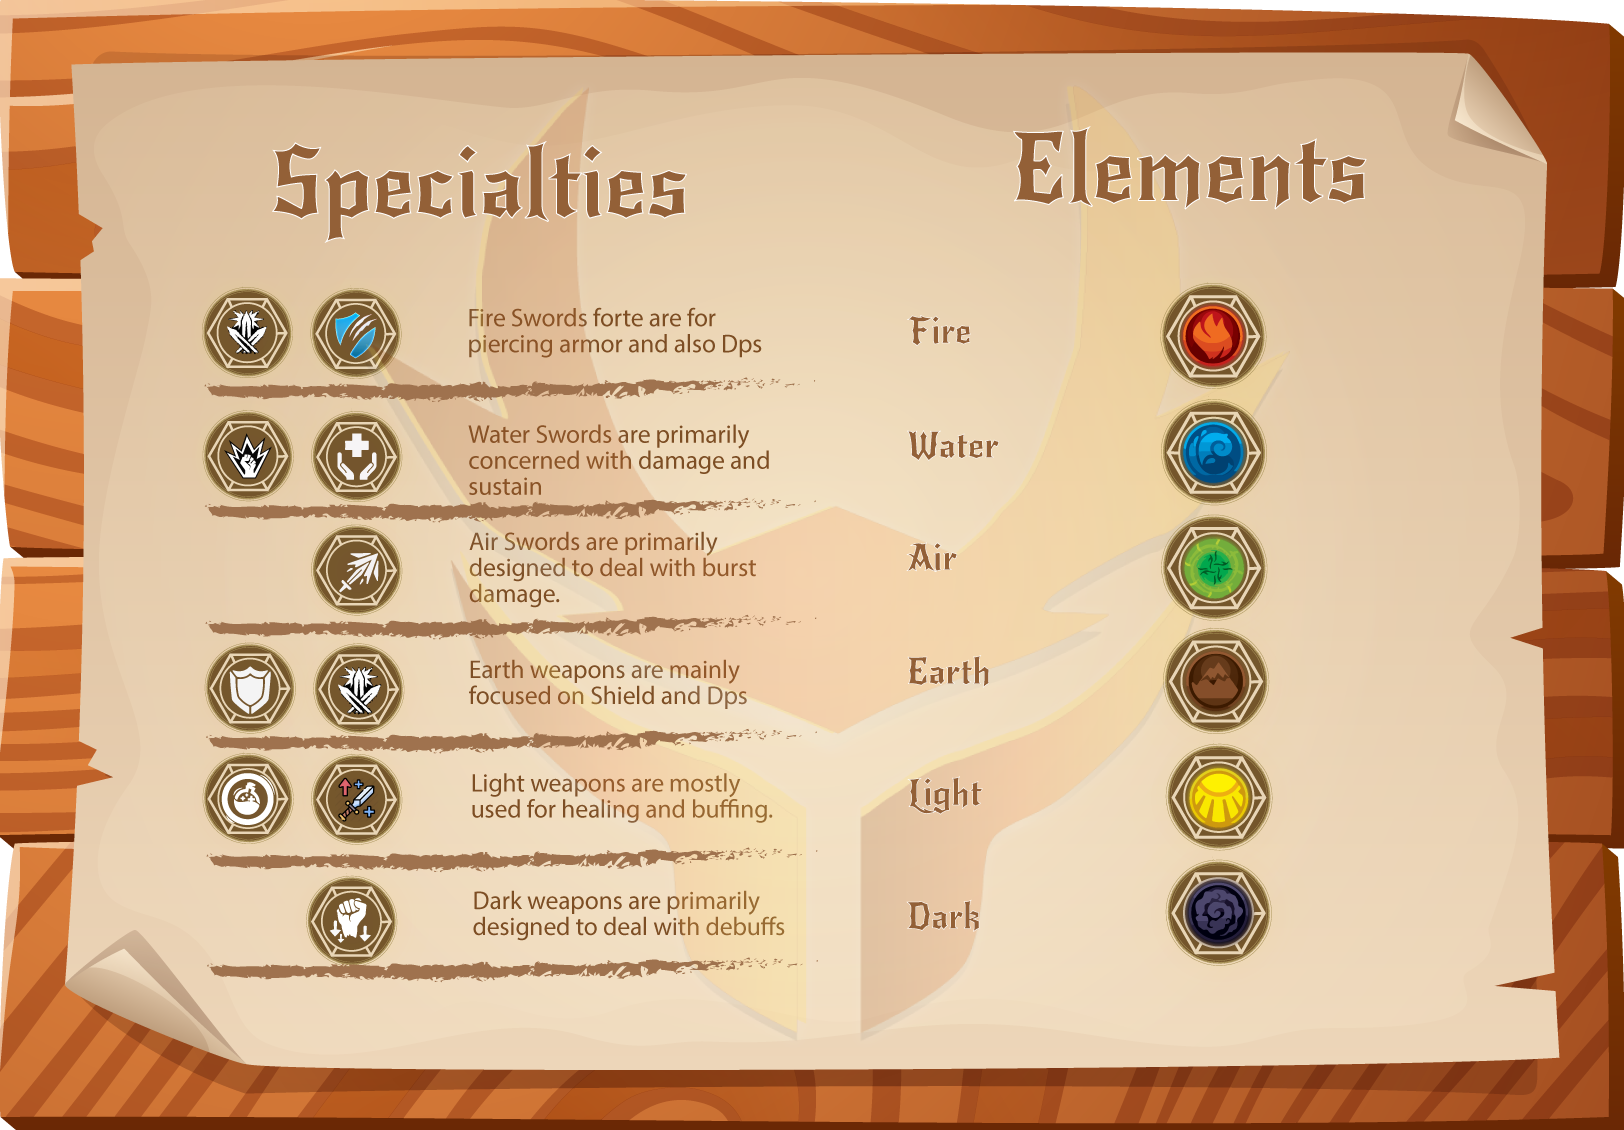 Specialties
Elements
Fire Swords forte are for
piercing armor and also Dps
Fire
Water Swords are primarily
concerned with damage and
sustain
Water
Air Swords are primarily
designed to deal with burst
damage.
Air
Earth weapons are mainly
focused on Shield and Dps
Earth
Light weapons are mostly
used for healing and buffing.
Light
Dark weapons are primarily
designed to deal with debuffs
Dark